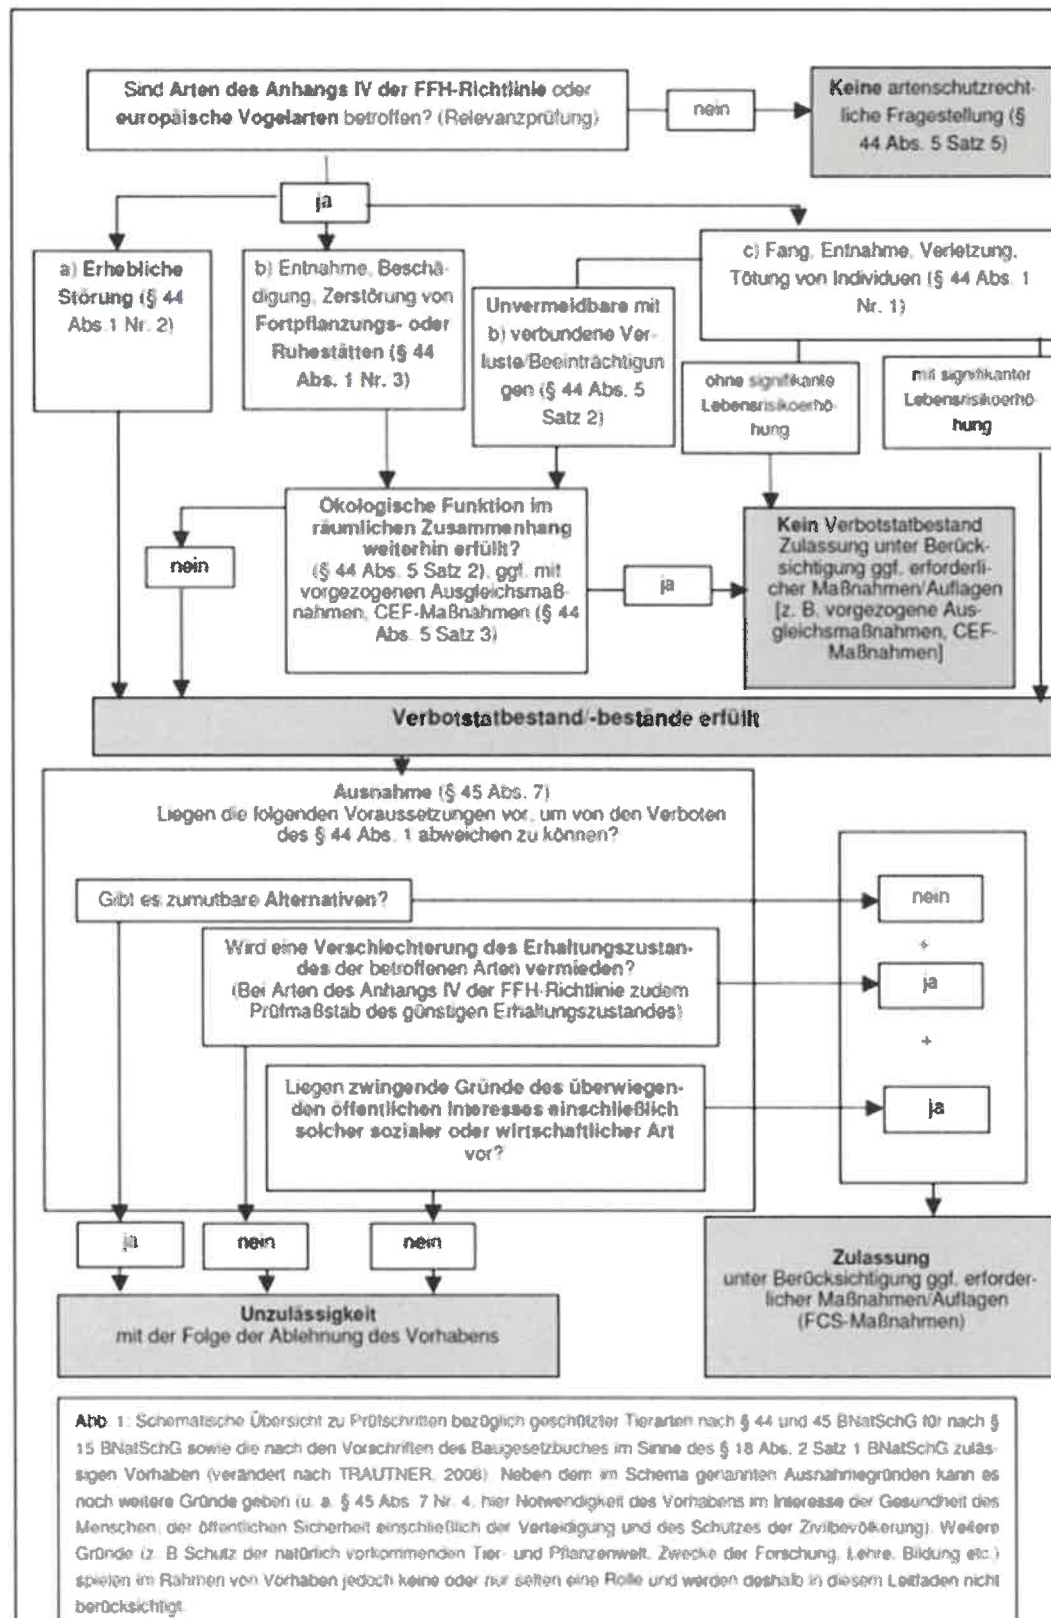 Sind Arten des Anhangs IV der FFH-Richtlinie oder
europäische Vogelarten betroffen? (Relevanzprüfung)
nein
Keine artenschutzrecht-
liche Fragestellung (§
44 Abs. 5 Satz 5)
ja
a) Erhebliche
Störung (§ 44
Abs.1 Nr. 2)
b) Entnahme, Beschä-
digung, Zerstörung von
Fortpflanzungs- oder
Ruhestätten (§ 44
Abs. 1 Nr. 3)
Unvermeidbare mit
b) verbundene Ver-
luste/Beeinträchtigun
gen (§ 44 Abs. 5
Satz 2)
c) Fang, Entnahme, Verletzung,
Tötung von Individuen (§ 44 Abs. 1
Nr. 1)
ohne signifikante
Lebensrisikoerhö-
hung
mit signifikanter
Lebensrisikoerhö-
hung
Ökologische Funktion im
räumlichen Zusammenhang
weiterhin erfüllt?
(§ 44 Abs. 5 Satz 2), ggf. mit
vorgezogenen Ausgleichsmaß-
nahmen, CEF-Maßnahmen (§ 44
Abs. 5 Satz 3)
nein
ja
Kein Verbotstatbestand
Zulassung unter Berück-
sichtigung ggf. erforderli-
cher Maßnahmen/Auflagen
[z. B. vorgezogene Aus-
gleichsmaßnahmen, CEF-
Maßnahmen]
Verbotstatbestand/-bestände erfüllt
Ausnahme (§ 45 Abs. 7)
Liegen die folgenden Voraussetzungen vor, um von den Verboten
des § 44 Abs. 1 abweichen zu können?
Gibt es zumutbare Alternativen?
nein
+
Wird eine Verschlechterung des Erhaltungszustan-
des der betroffenen Arten vermieden?
(Bei Arten des Anhangs IV der FFH-Richtlinie zudem
Prüfmaßstab des günstigen Erhaltungszustandes)
ja
+
Liegen zwingende Gründe des überwiegen-
den öffentlichen Interesses einschließlich
solcher sozialer oder wirtschaftlicher Art
vor?
ja
ja
nein
nein
Unzulässigkeit
mit der Folge der Ablehnung des Vorhabens
Zulassung
unter Berücksichtigung ggf. erforder-
licher Maßnahmen/Auflagen
(FCS-Maßnahmen)
Abb. 1: Schematische Übersicht zu Prüfschritten bezüglich geschützter Tierarten nach § 44 und 45 BNatSchG für nach §
15 BNatSchG sowie die nach den Vorschriften des Baugesetzbuches im Sinne des § 18 Abs. 2 Satz 1 BNatSchG zuläs-
sigen Vorhaben (verändert nach TRAUTNER, 2008). Neben dem im Schema genannten Ausnahmegründen kann es
noch weitere Gründe geben (u. a. § 45 Abs. 7 Nr. 4, hier Notwendigkeit des Vorhabens im Interesse der Gesundheit des
Menschen, der öffentlichen Sicherheit einschließlich der Verteidigung und des Schutzes der Zivilbevölkerung). Weitere
Gründe (z. B Schutz der natürlich vorkommenden Tier- und Pflanzenwelt, Zwecke der Forschung, Lehre, Bildung etc.)
spielen im Rahmen von Vorhaben jedoch keine oder nur selten eine Rolle und werden deshalb in diesem Leitfaden nicht
berücksichtigt.